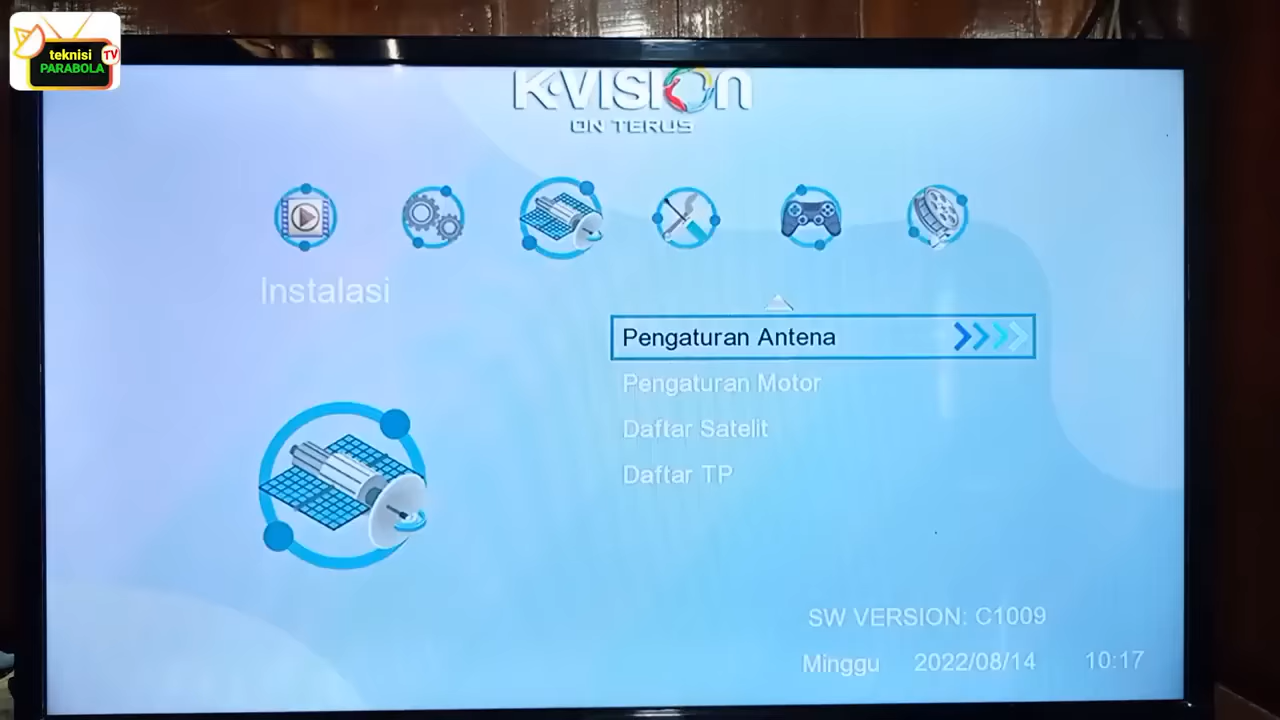 teknisi
TV
PARABOLA
K-VISION
ON TERUS
Instalasi
Pengaturan Antena
Pengaturan Motor
Daftar Satelit
Daftar TP
SW VERSION: C1009
Minggu 2022/08/14 10:17